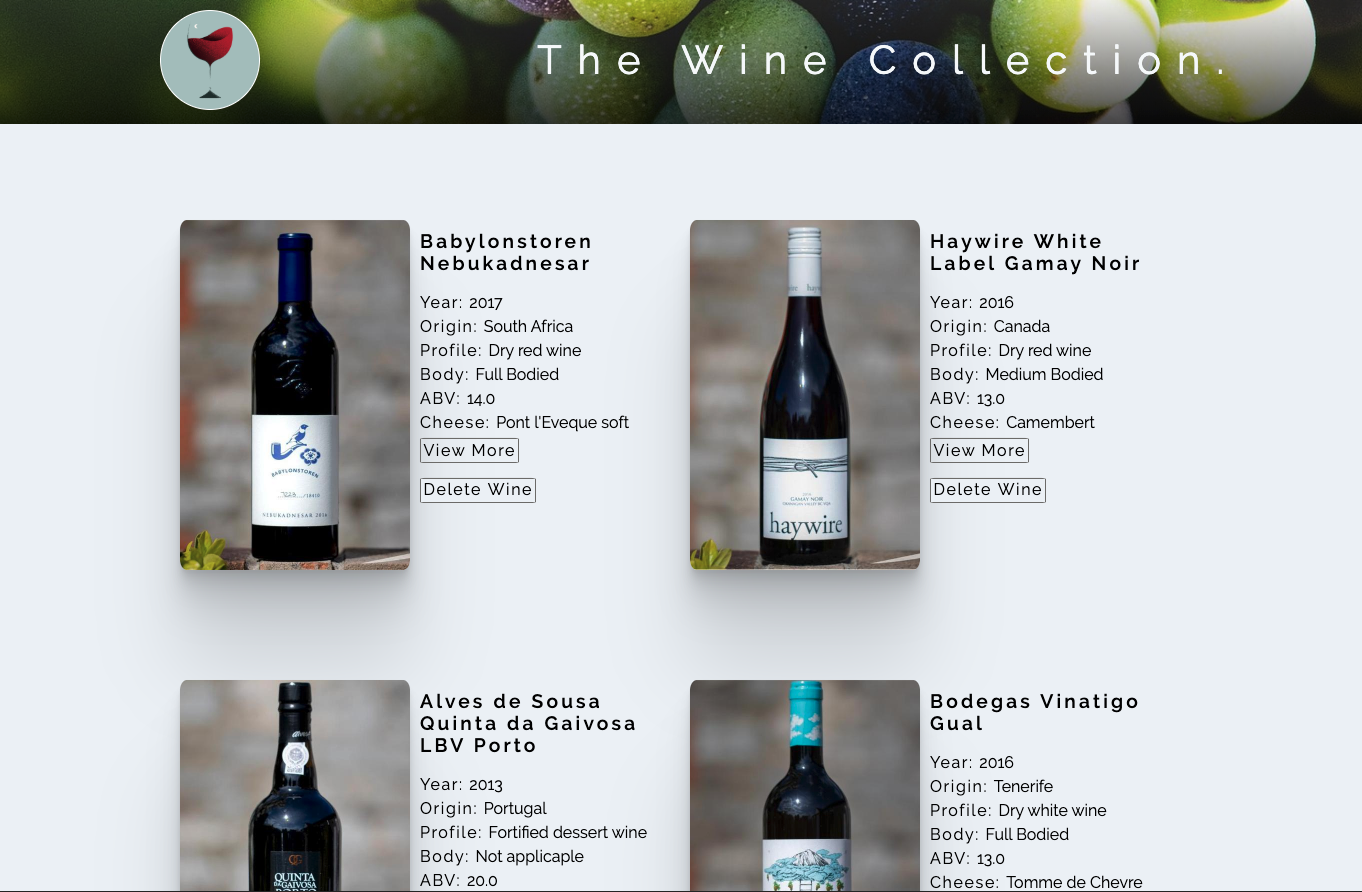 The Wine Collection.
Babylonstoren
Nebukadnesar
Year: 2017
Origin: South Africa
Profile: Dry red wine
Body: Full Bodied
ABV: 14.0
Cheese: Pont l'Eveque soft
View More
Delete Wine
BABYLONSTOREN
NEBUKADNESAR 2016
Haywire White
Label Gamay Noir
Year: 2016
Origin: Canada
Profile: Dry red wine
Body: Medium Bodied
ABV: 13.0
Cheese: Camembert
View More
Delete Wine
GAMAY NOIR
haywire
Alves de Sousa
Quinta da Gaivosa
LBV Porto
Year: 2013
Origin: Portugal
Profile: Fortified dessert wine
Body: Not applicaple
ABV: 20.0
QUINTA
DA GAIVOSA
PORTO
Bodegas Vinatigo
Gual
Year: 2016
Origin: Tenerife
Profile: Dry white wine
Body: Full Bodied
ABV: 13.0
Cheese: Tomme de Chevre